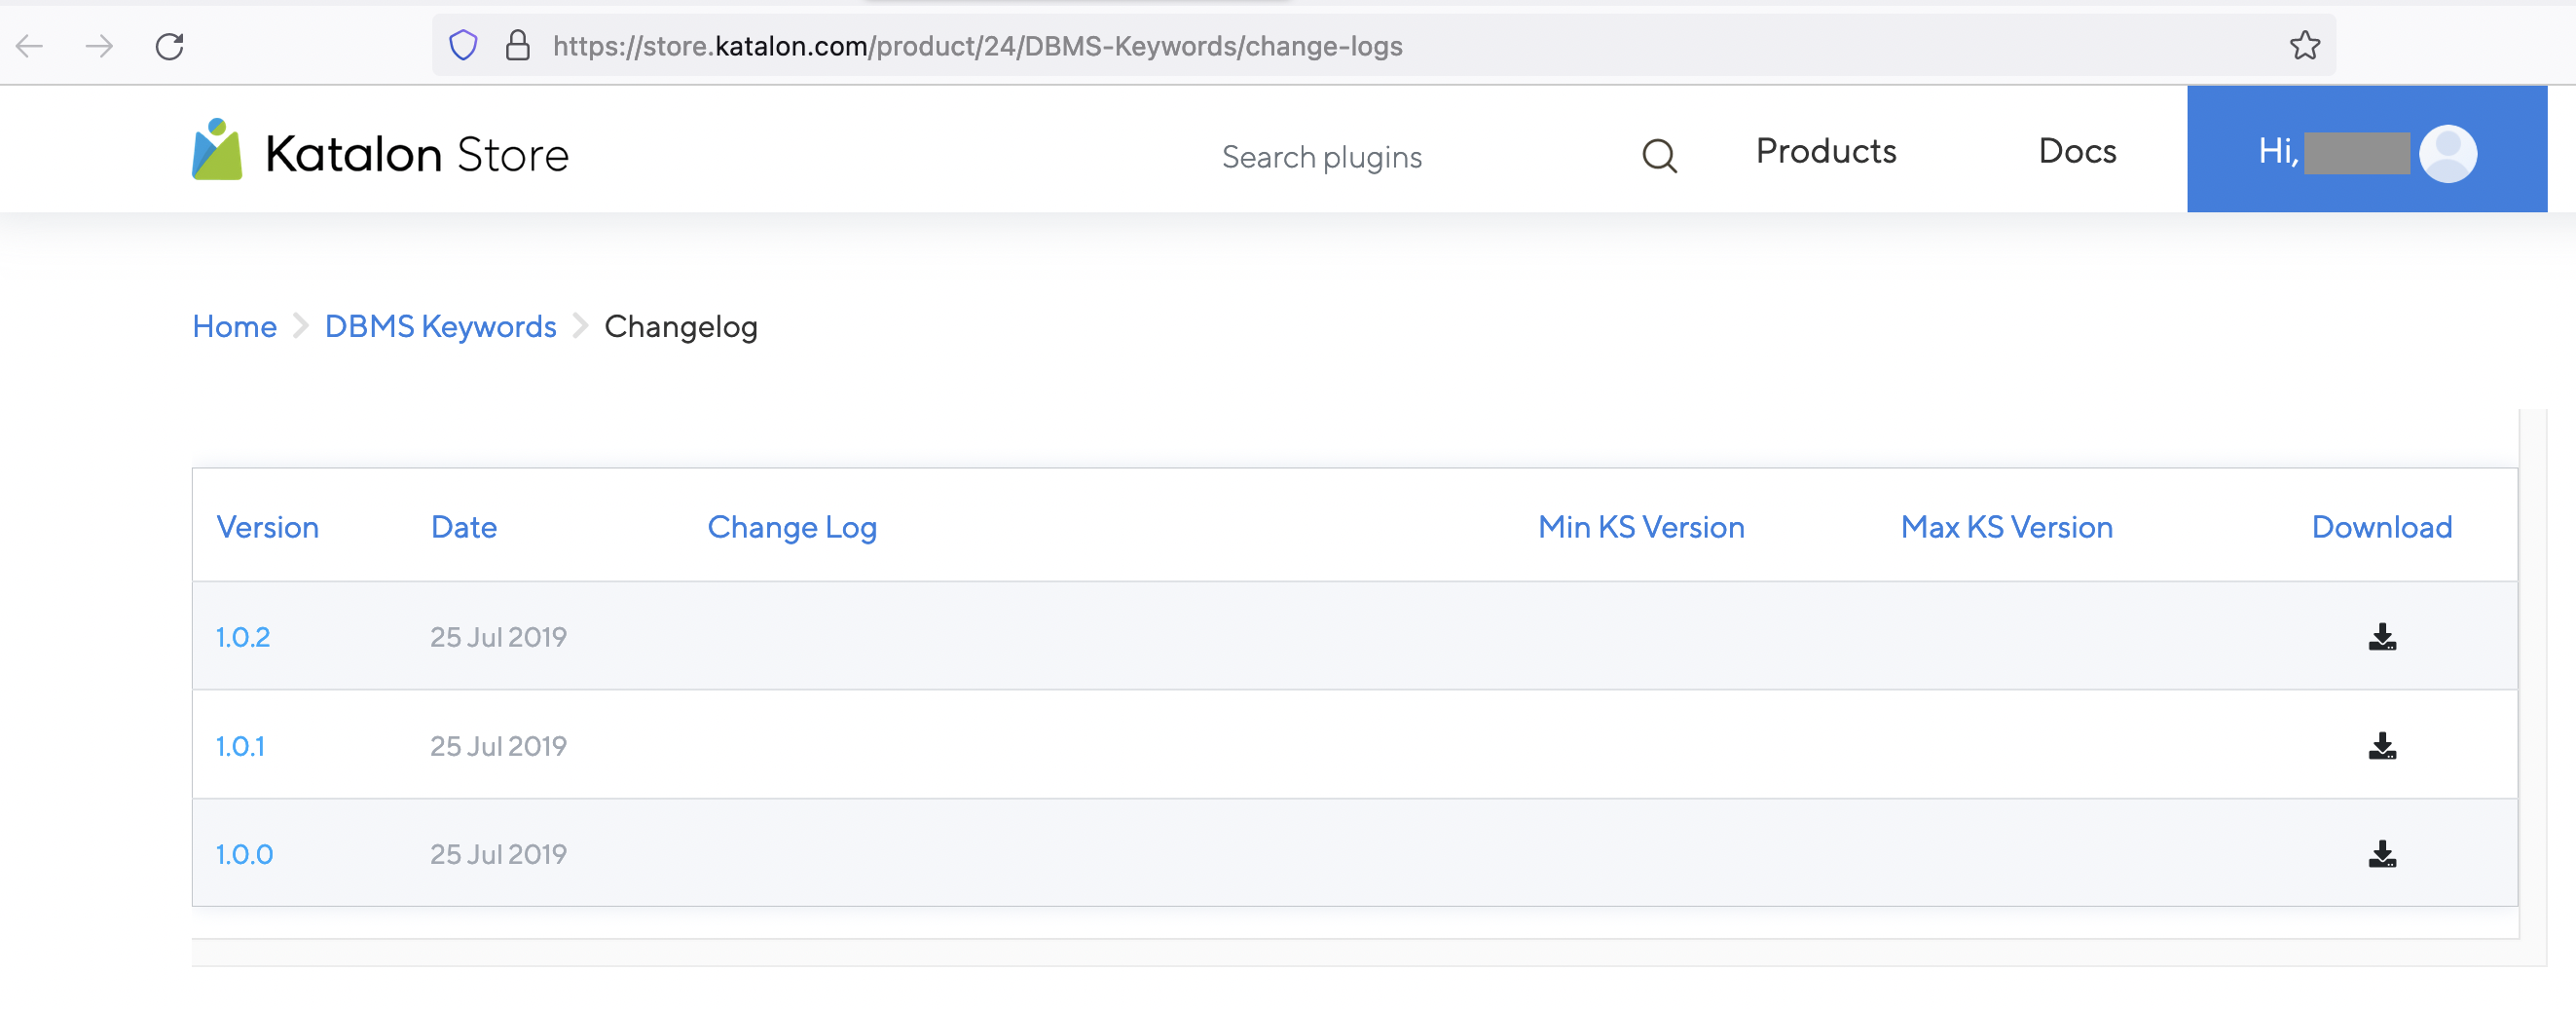 https://store.katalon.com/product/24/DBMS-Keywords/change-logs
Katalon Store
Search plugins
Products
Docs
Hi,
Home
DBMS Keywords
Changelog
Version Date Change Log Min KS Version Max KS Version Download
1.0.2 25 Jul 2019
1.0.1 25 Jul 2019
1.0.0 25 Jul 2019